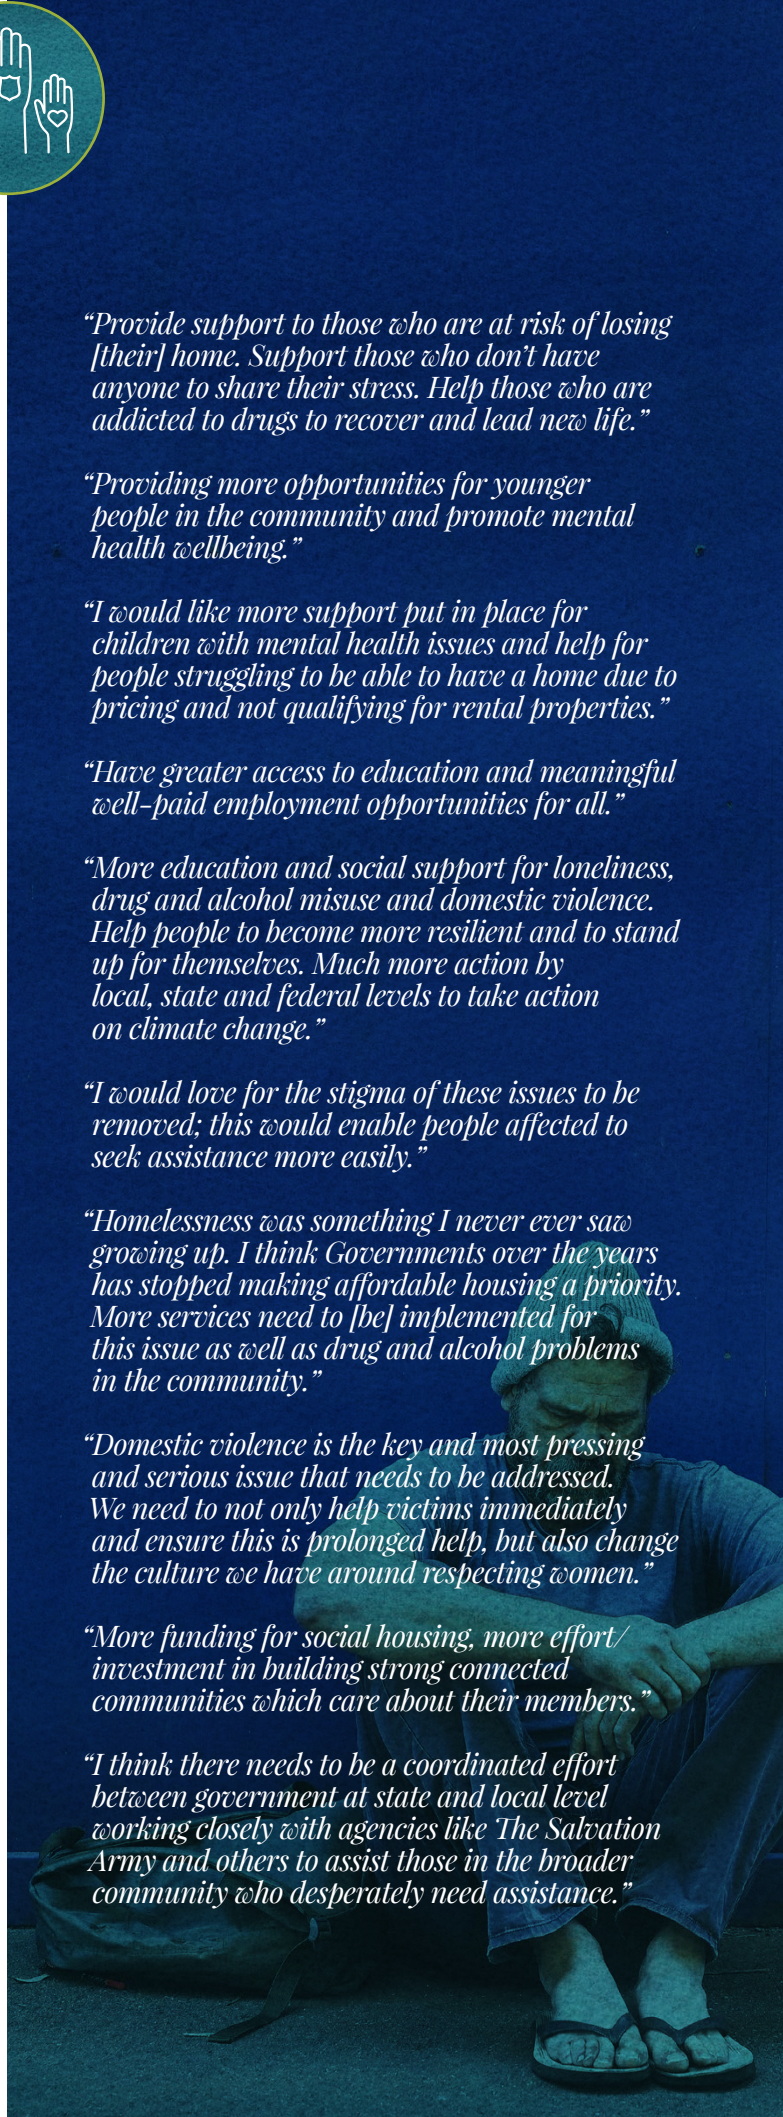 “Provide support to those who are at risk of losing
[their] home. Support those who don’t have
anyone to share their stress. Help those who are
addicted to drugs to recover and lead new life.”
“Providing more opportunities for younger
people in the community and promote mental
health wellbeing.”
“I would like more support put in place for
children with mental health issues and help for
people struggling to be able to have a home due to
pricing and not qualifying for rental properties.”
“Have greater access to education and meaningful
well-paid employment opportunities for all.”
“More education and social support for loneliness,
drug and alcohol misuse and domestic violence.
Help people to become more resilient and to stand
up for themselves. Much more action by
local, state and federal levels to take action
on climate change.”
“I would love for the stigma of these issues to be
removed; this would enable people affected to
seek assistance more easily.”
“Homelessness was something I never ever saw
growing up. I think Governments over the years
has stopped making affordable housing a priority.
More services need to [be] implemented for
this issue as well as drug and alcohol problems
in the community.”
“Domestic violence is the key and most pressing
and serious issue that needs to be addressed.
We need to not only help victims immediately
and ensure this is prolonged help, but also change
the culture we have around respecting women.”
“More funding for social housing, more effort/
investment in building strong connected
communities which care about their members.”
“I think there needs to be a coordinated effort
between government at state and local level
working closely with agencies like The Salvation
Army and others to assist those in the broader
community who desperately need assistance.”